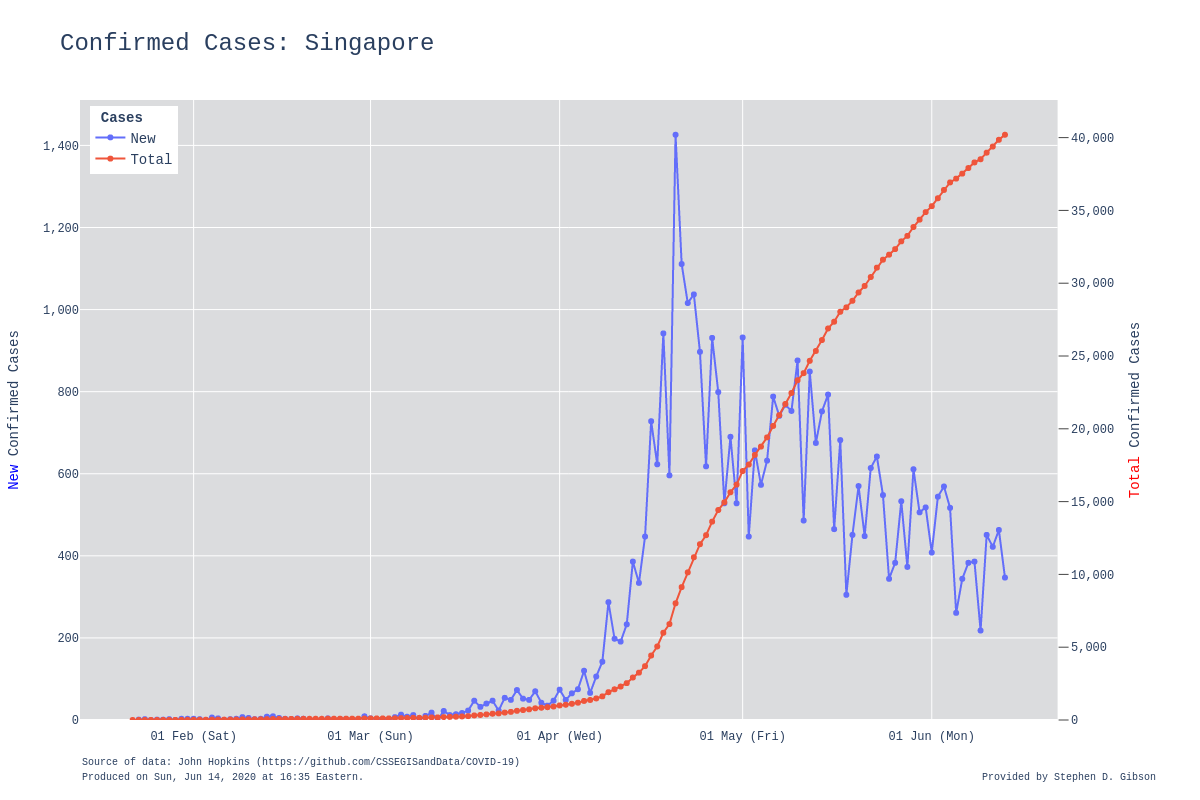 Confirmed Cases: Singapore
Cases
New
Total
1,400
1,200
1,000
800
600
400
200
0
40,000
35,000
30,000
25,000
20,000
15,000
10,000
5,000
0
New Confirmed Cases
Total Confirmed Cases
01 Feb (Sat)
01 Mar (Sun)
01 Apr (Wed)
01 May (Fri)
01 Jun (Mon)
Source of data: John Hopkins (https://github.com/CSSEGISandData/COVID-19)
Produced on Sun, Jun 14, 2020 at 16:35 Eastern.
Provided by Stephen D. Gibson